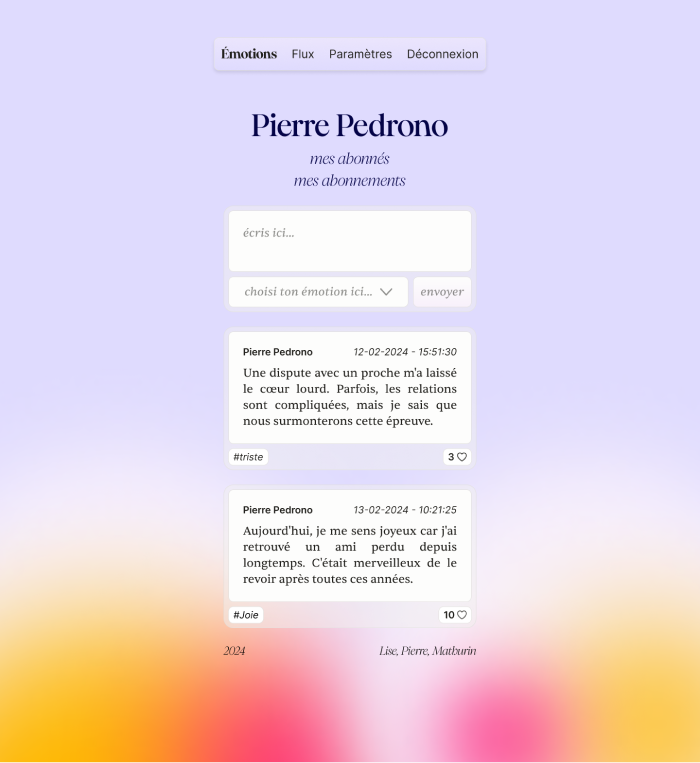 Émotions Flux Paramètres Déconnexion
Pierre Pedrono
mes abonnés
mes abonnements
écris ici...
choisi ton émotion ici... envoyer
Pierre Pedrono 12-02-2024 - 15:51:30
Une dispute avec un proche m'a laissé
le cœur lourd. Parfois, les relations
sont compliquées, mais je sais que
nous surmonterons cette épreuve.
#triste 3
Pierre Pedrono 13-02-2024 - 10:21:25
Aujourd'hui, je me sens joyeux car j'ai
retrouvé un ami perdu depuis
longtemps. C'était merveilleux de le
revoir après toutes ces années.
#Joie 10
2024 Lise, Pierre, Mathurin